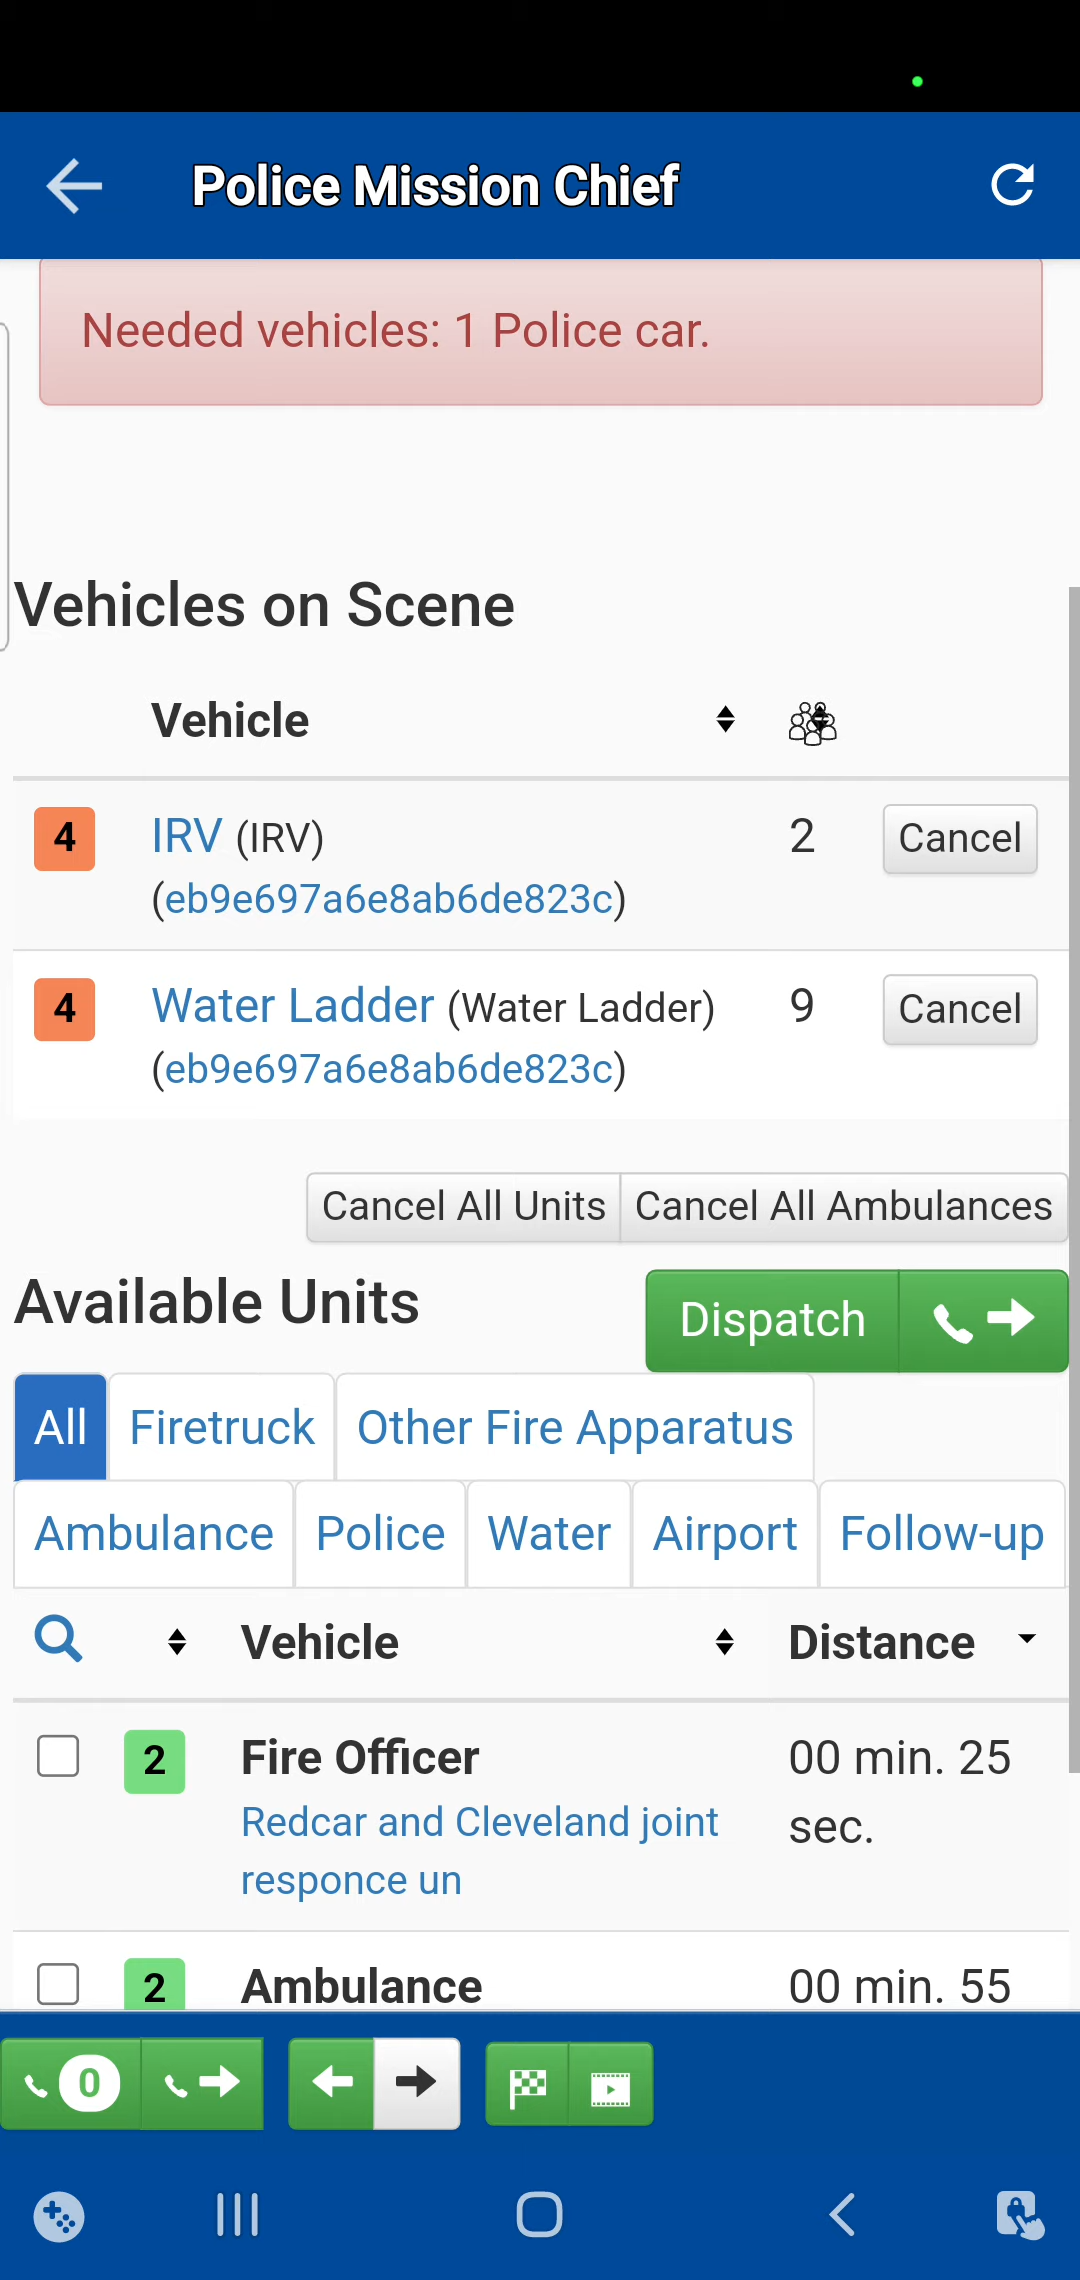 Police Mission Chief
Needed vehicles: 1 Police car.
Vehicles on Scene
Vehicle
4 IRV (IRV) 2 Cancel
(eb9e697a6e8ab6de823c)
4 Water Ladder (Water Ladder) 9 Cancel
(eb9e697a6e8ab6de823c)
Cancel All Units Cancel All Ambulances
Available Units Dispatch
All Firetruck Other Fire Apparatus
Ambulance Police Water Airport Follow-up
Vehicle Distance
2 Fire Officer 00 min. 25
Redcar and Cleveland joint sec.
responce un
2 Ambulance 00 min. 55
0